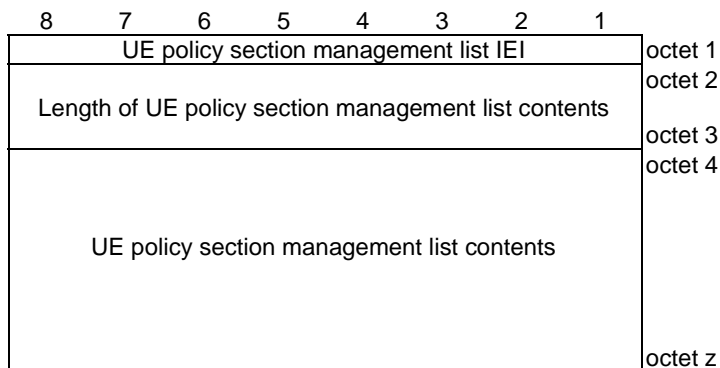 8 7 6 5 4 3 2 1
UE policy section management list IEI octet 1
octet 2
Length of UE policy section management list contents
octet 3
octet 4
UE policy section management list contents
octet z